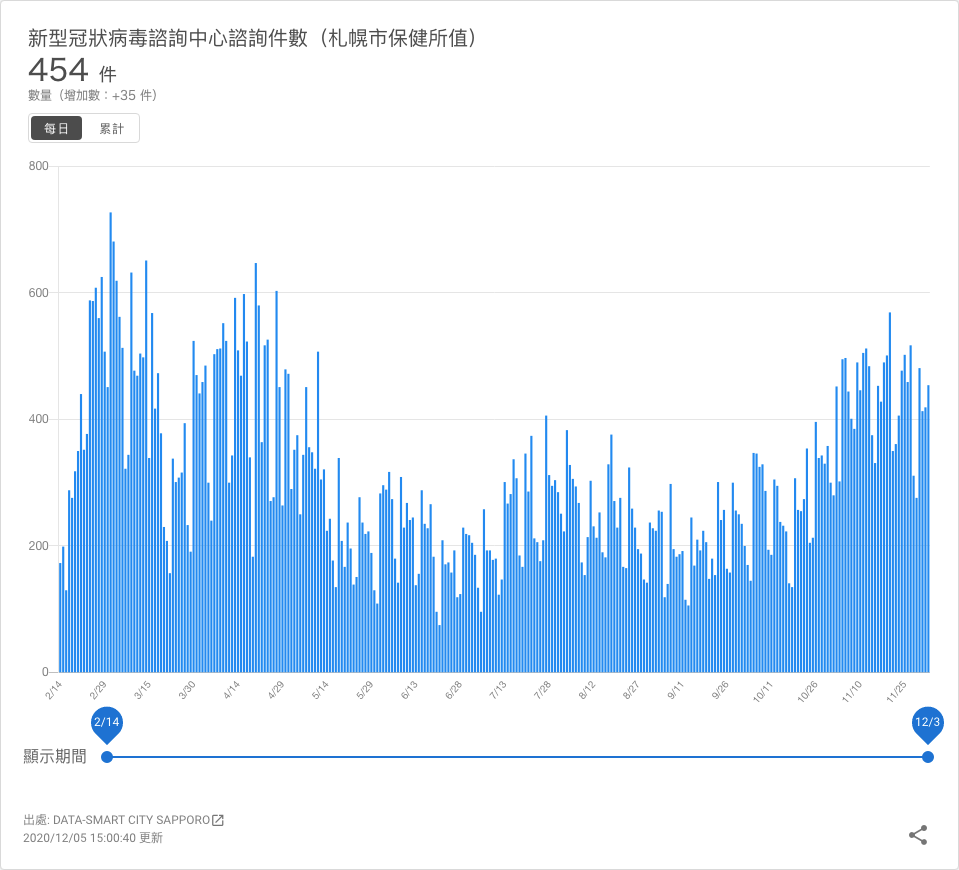 新型冠狀病毒諮詢中心諮詢件數（札幌市保健所值）
454 件
數量（增加數：+35 件）
每日 累計
800
600
400
200
0
2/14 2/29 3/15 3/30 4/14 4/29 5/14 5/29 6/13 6/28 7/13 7/28 8/12 8/27 9/11 9/26 10/11 10/26 11/10 11/25
2/14 12/3
顯示期間
出處: DATA-SMART CITY SAPPORO
2020/12/05 15:00:40 更新